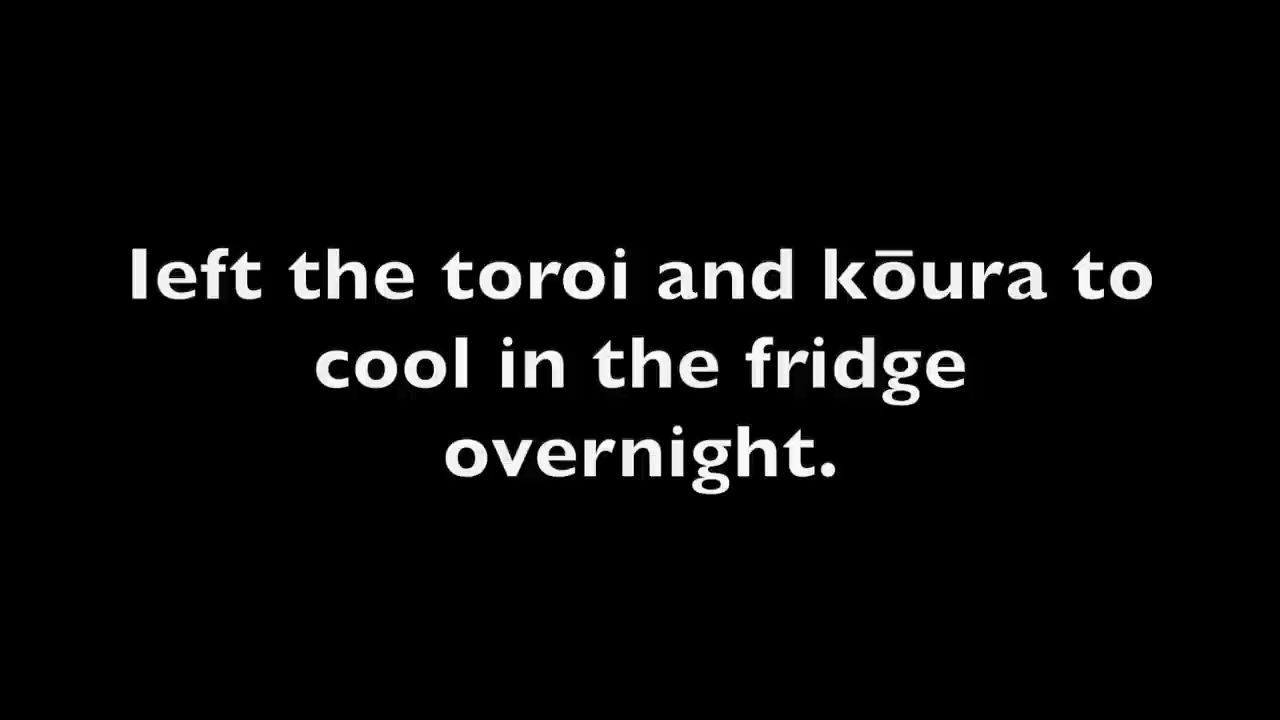 left the toroi and kōura to
cool in the fridge
overnight.